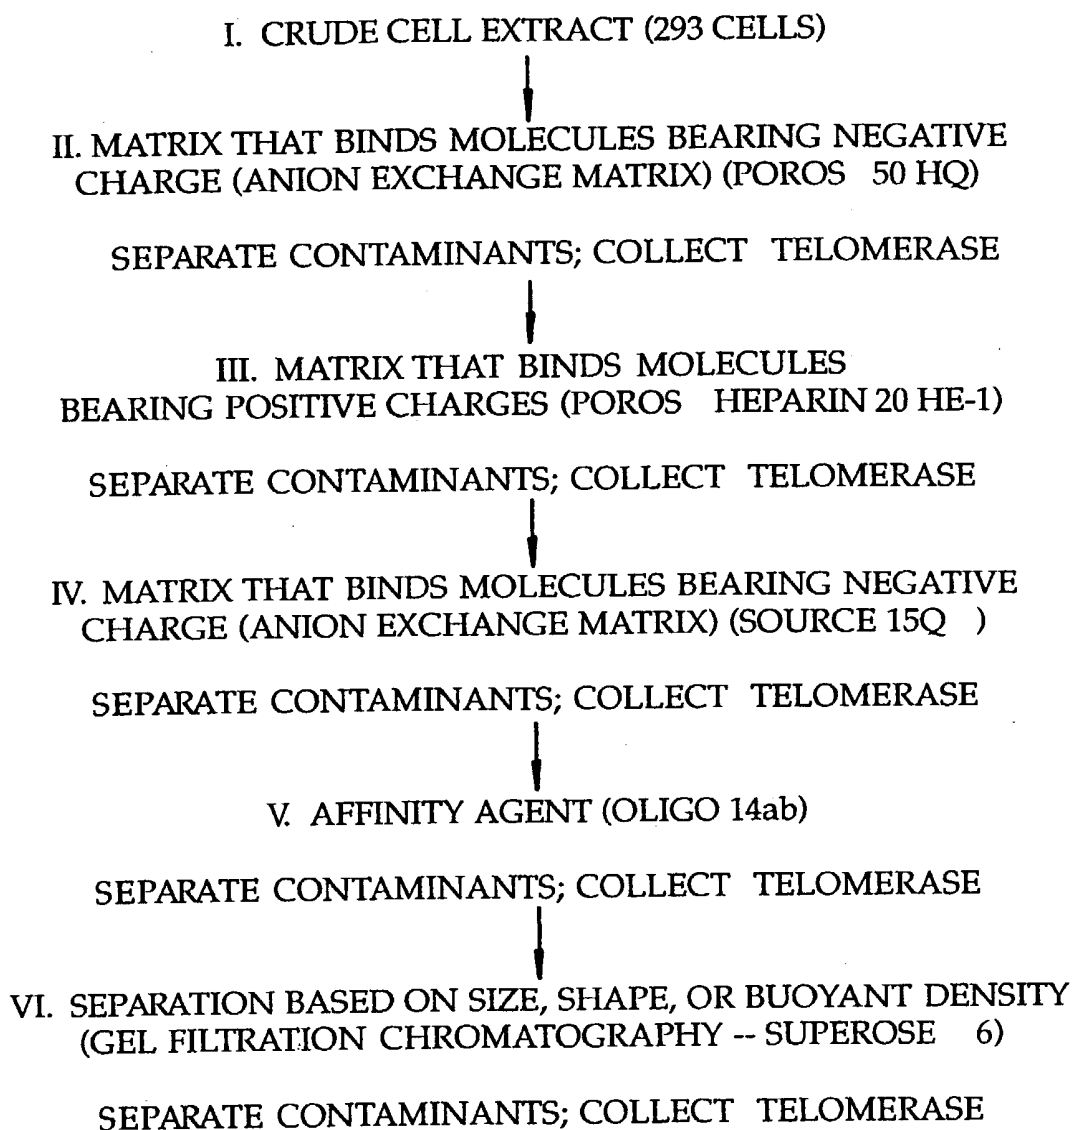 I. CRUDE CELL EXTRACT (293 CELLS)
II. MATRIX THAT BINDS MOLECULES BEARING NEGATIVE
CHARGE (ANION EXCHANGE MATRIX) (POROS 50 HQ)
SEPARATE CONTAMINANTS; COLLECT TELOMERASE
III. MATRIX THAT BINDS MOLECULES
BEARING POSITIVE CHARGES (POROS HEPARIN 20 HE-1)
SEPARATE CONTAMINANTS; COLLECT TELOMERASE
IV. MATRIX THAT BINDS MOLECULES BEARING NEGATIVE
CHARGE (ANION EXCHANGE MATRIX) (SOURCE 15Q )
SEPARATE CONTAMINANTS; COLLECT TELOMERASE
V. AFFINITY AGENT (OLIGO 14ab)
SEPARATE CONTAMINANTS; COLLECT TELOMERASE
VI. SEPARATION BASED ON SIZE, SHAPE, OR BUOYANT DENSITY
(GEL FILTRATION CHROMATOGRAPHY -- SUPEROSE 6)
SEPARATE CONTAMINANTS; COLLECT TELOMERASE